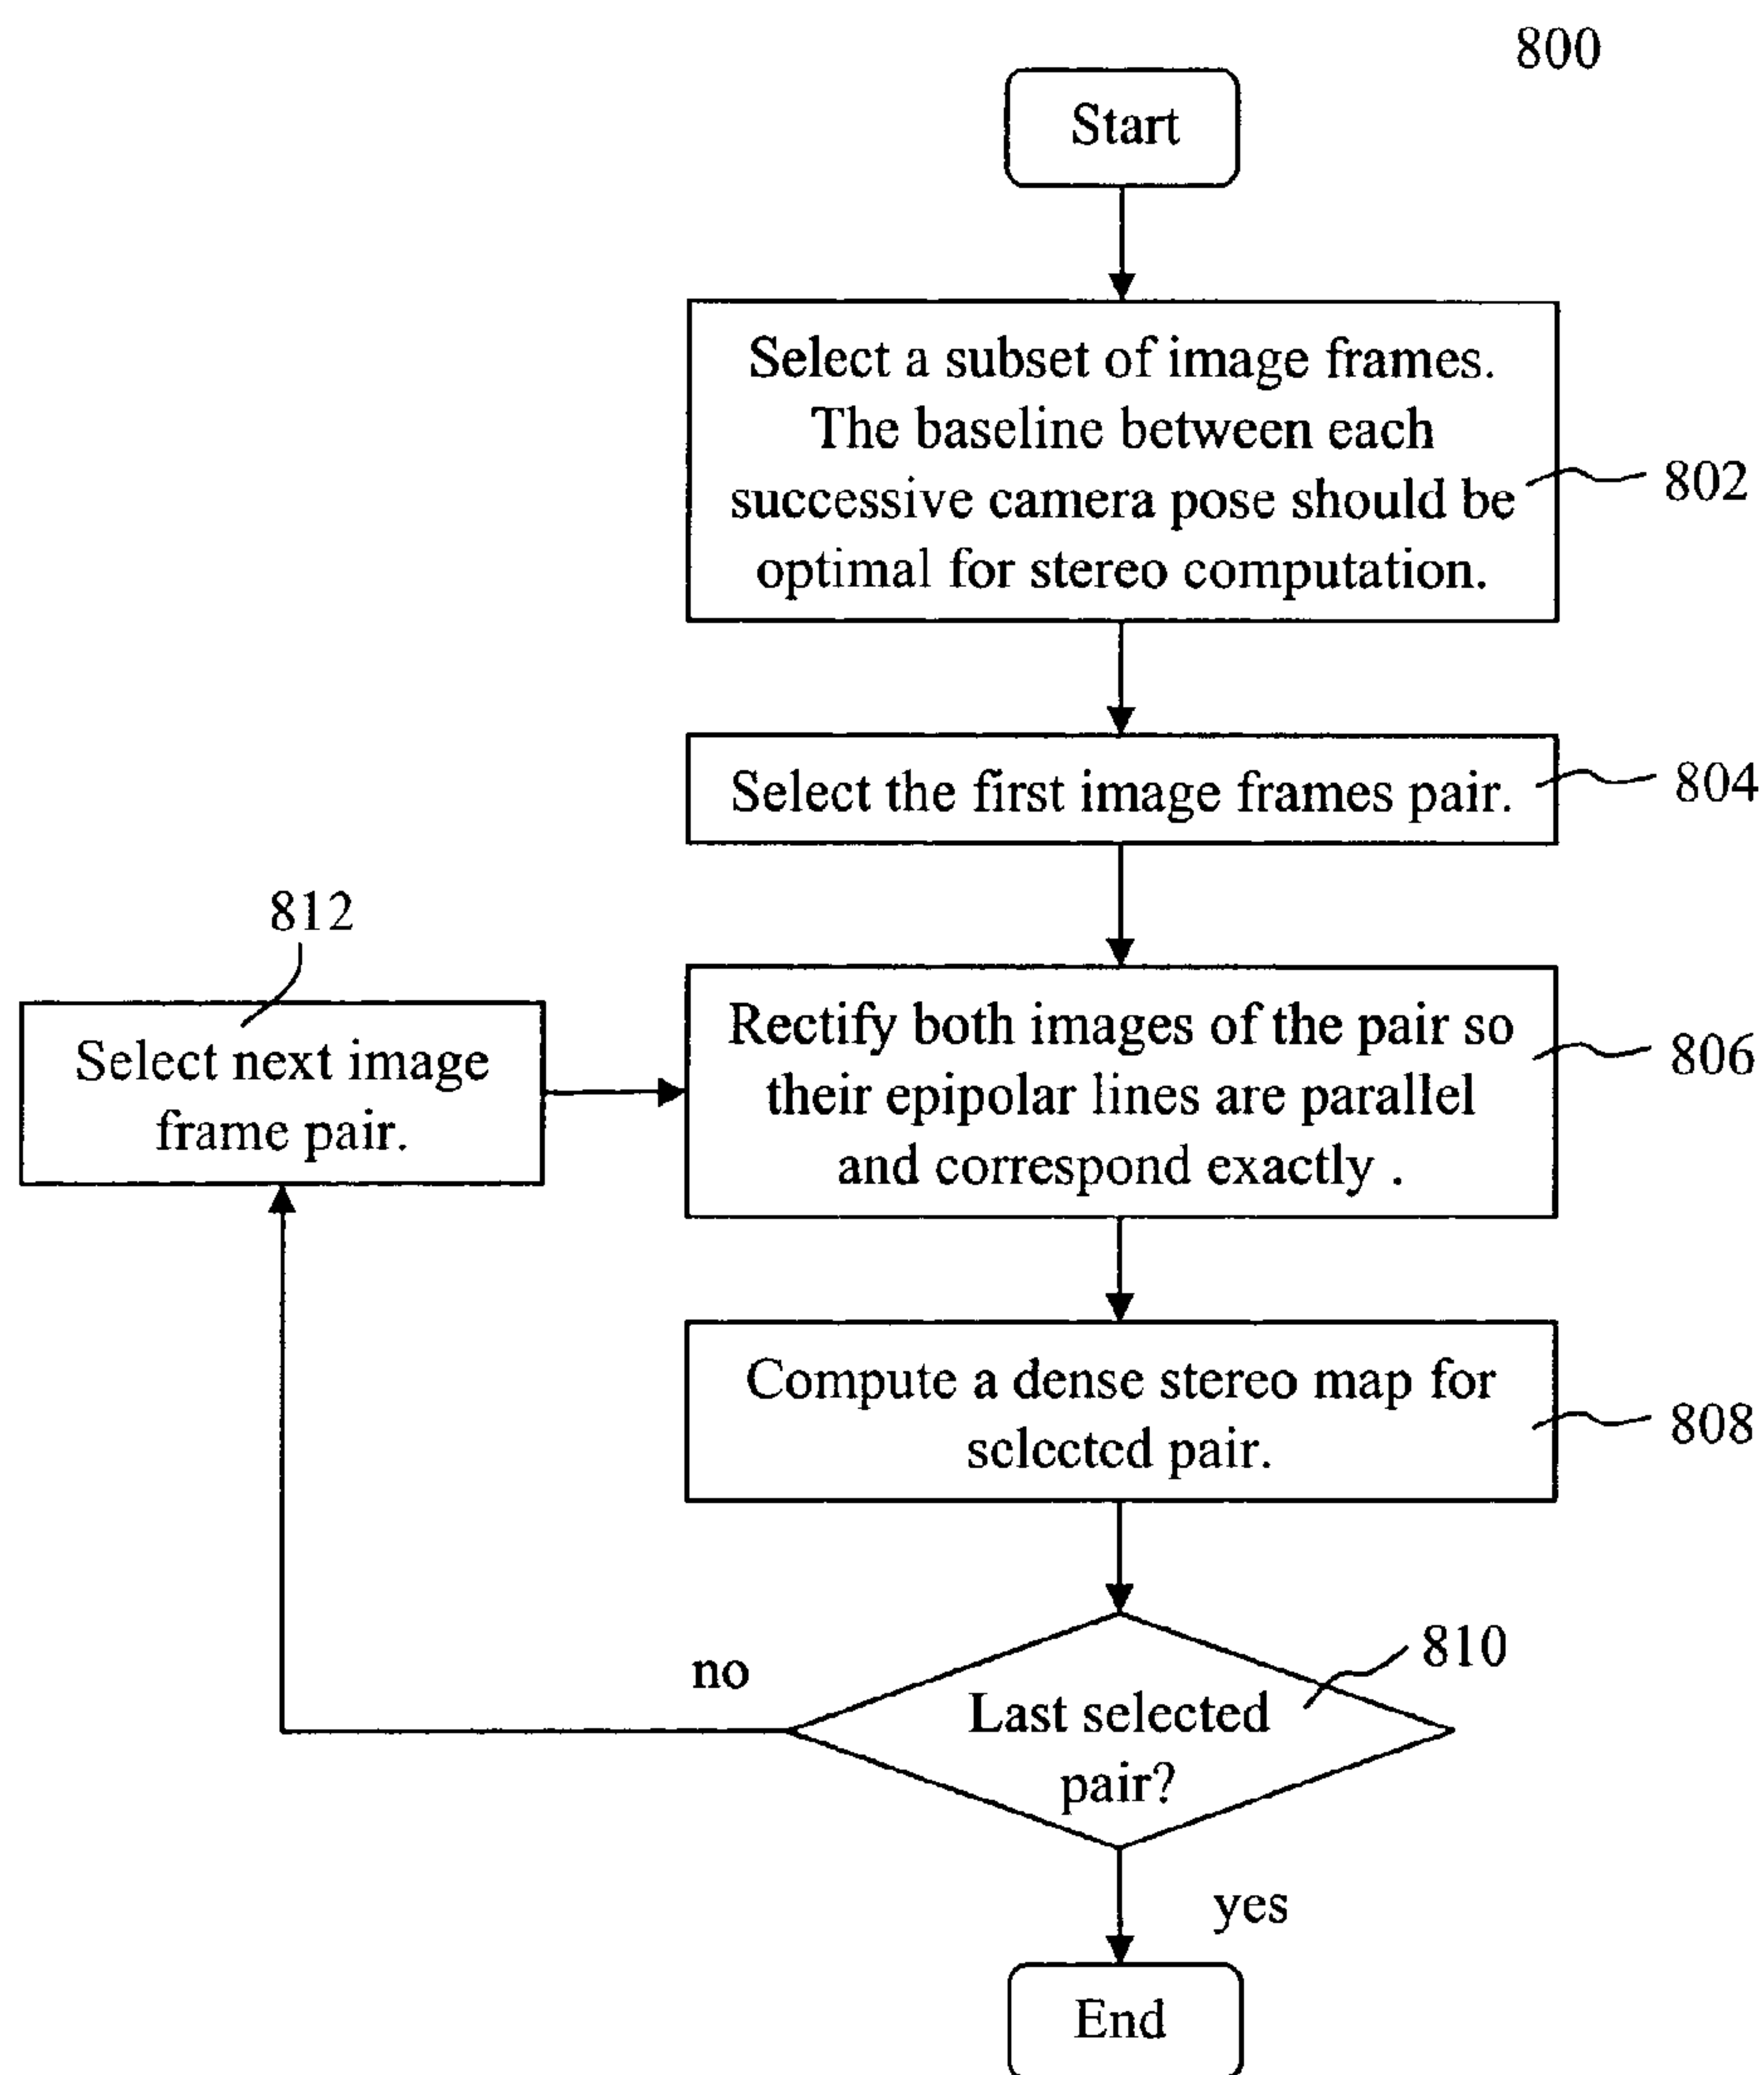 800
Start
Select a subset of image frames.
The baseline between each
successive camera pose should be
optimal for stereo computation.
802
Select the first image frames pair.
804
812
Select next image
frame pair.
Rectify both images of the pair so
their epipolar lines are parallel
and correspond exactly .
806
Compute a dense stereo map for
selected pair.
808
810
no
Last selected
pair?
yes
End